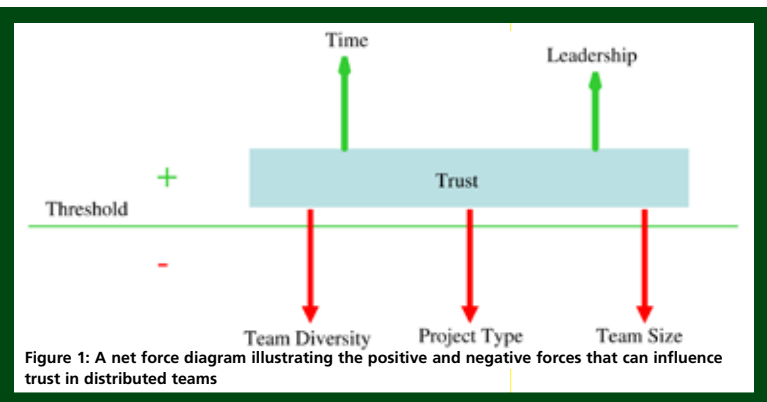 Time
Leadership
+
Trust
Threshold
-
Team Diversity
Project Type
Team Size
Figure 1: A net force diagram illustrating the positive and negative forces that can influence
trust in distributed teams